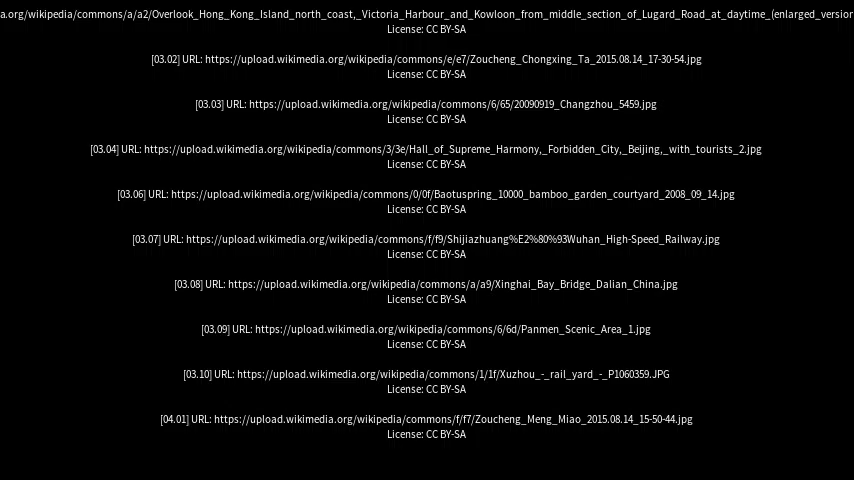 a.org/wikipedia/commons/a/a2/Overlook_Hong_Kong_Island_north_coast,_Victoria_Harbour_and_Kowloon_from_middle_section_of_Lugard_Road_at_daytime_(enlarged_version
License: CC BY-SA
[03.02] URL: https://upload.wikimedia.org/wikipedia/commons/e/e7/Zoucheng_Chongxing_Ta_2015.08.14_17-30-54.jpg
License: CC BY-SA
[03.03] URL: https://upload.wikimedia.org/wikipedia/commons/6/65/20090919_Changzhou_5459.jpg
License: CC BY-SA
[03.04] URL: https://upload.wikimedia.org/wikipedia/commons/3/3e/Hall_of_Supreme_Harmony,_Forbidden_City,_Beijing,_with_tourists_2.jpg
License: CC BY-SA
[03.06] URL: https://upload.wikimedia.org/wikipedia/commons/0/0f/Baotuspring_10000_bamboo_garden_courtyard_2008_09_14.jpg
License: CC BY-SA
[03.07] URL: https://upload.wikimedia.org/wikipedia/commons/f/f9/Shijiazhuang%E2%80%93Wuhan_High-Speed_Railway.jpg
License: CC BY-SA
[03.08] URL: https://upload.wikimedia.org/wikipedia/commons/a/a9/Xinghai_Bay_Bridge_Dalian_China.jpg
License: CC BY-SA
[03.09] URL: https://upload.wikimedia.org/wikipedia/commons/6/6d/Panmen_Scenic_Area_1.jpg
License: CC BY-SA
[03.10] URL: https://upload.wikimedia.org/wikipedia/commons/1/1f/Xuzhou_-_rail_yard_-_P1060359.JPG
License: CC BY-SA
[04.01] URL: https://upload.wikimedia.org/wikipedia/commons/f/f7/Zoucheng_Meng_Miao_2015.08.14_15-50-44.jpg
License: CC BY-SA